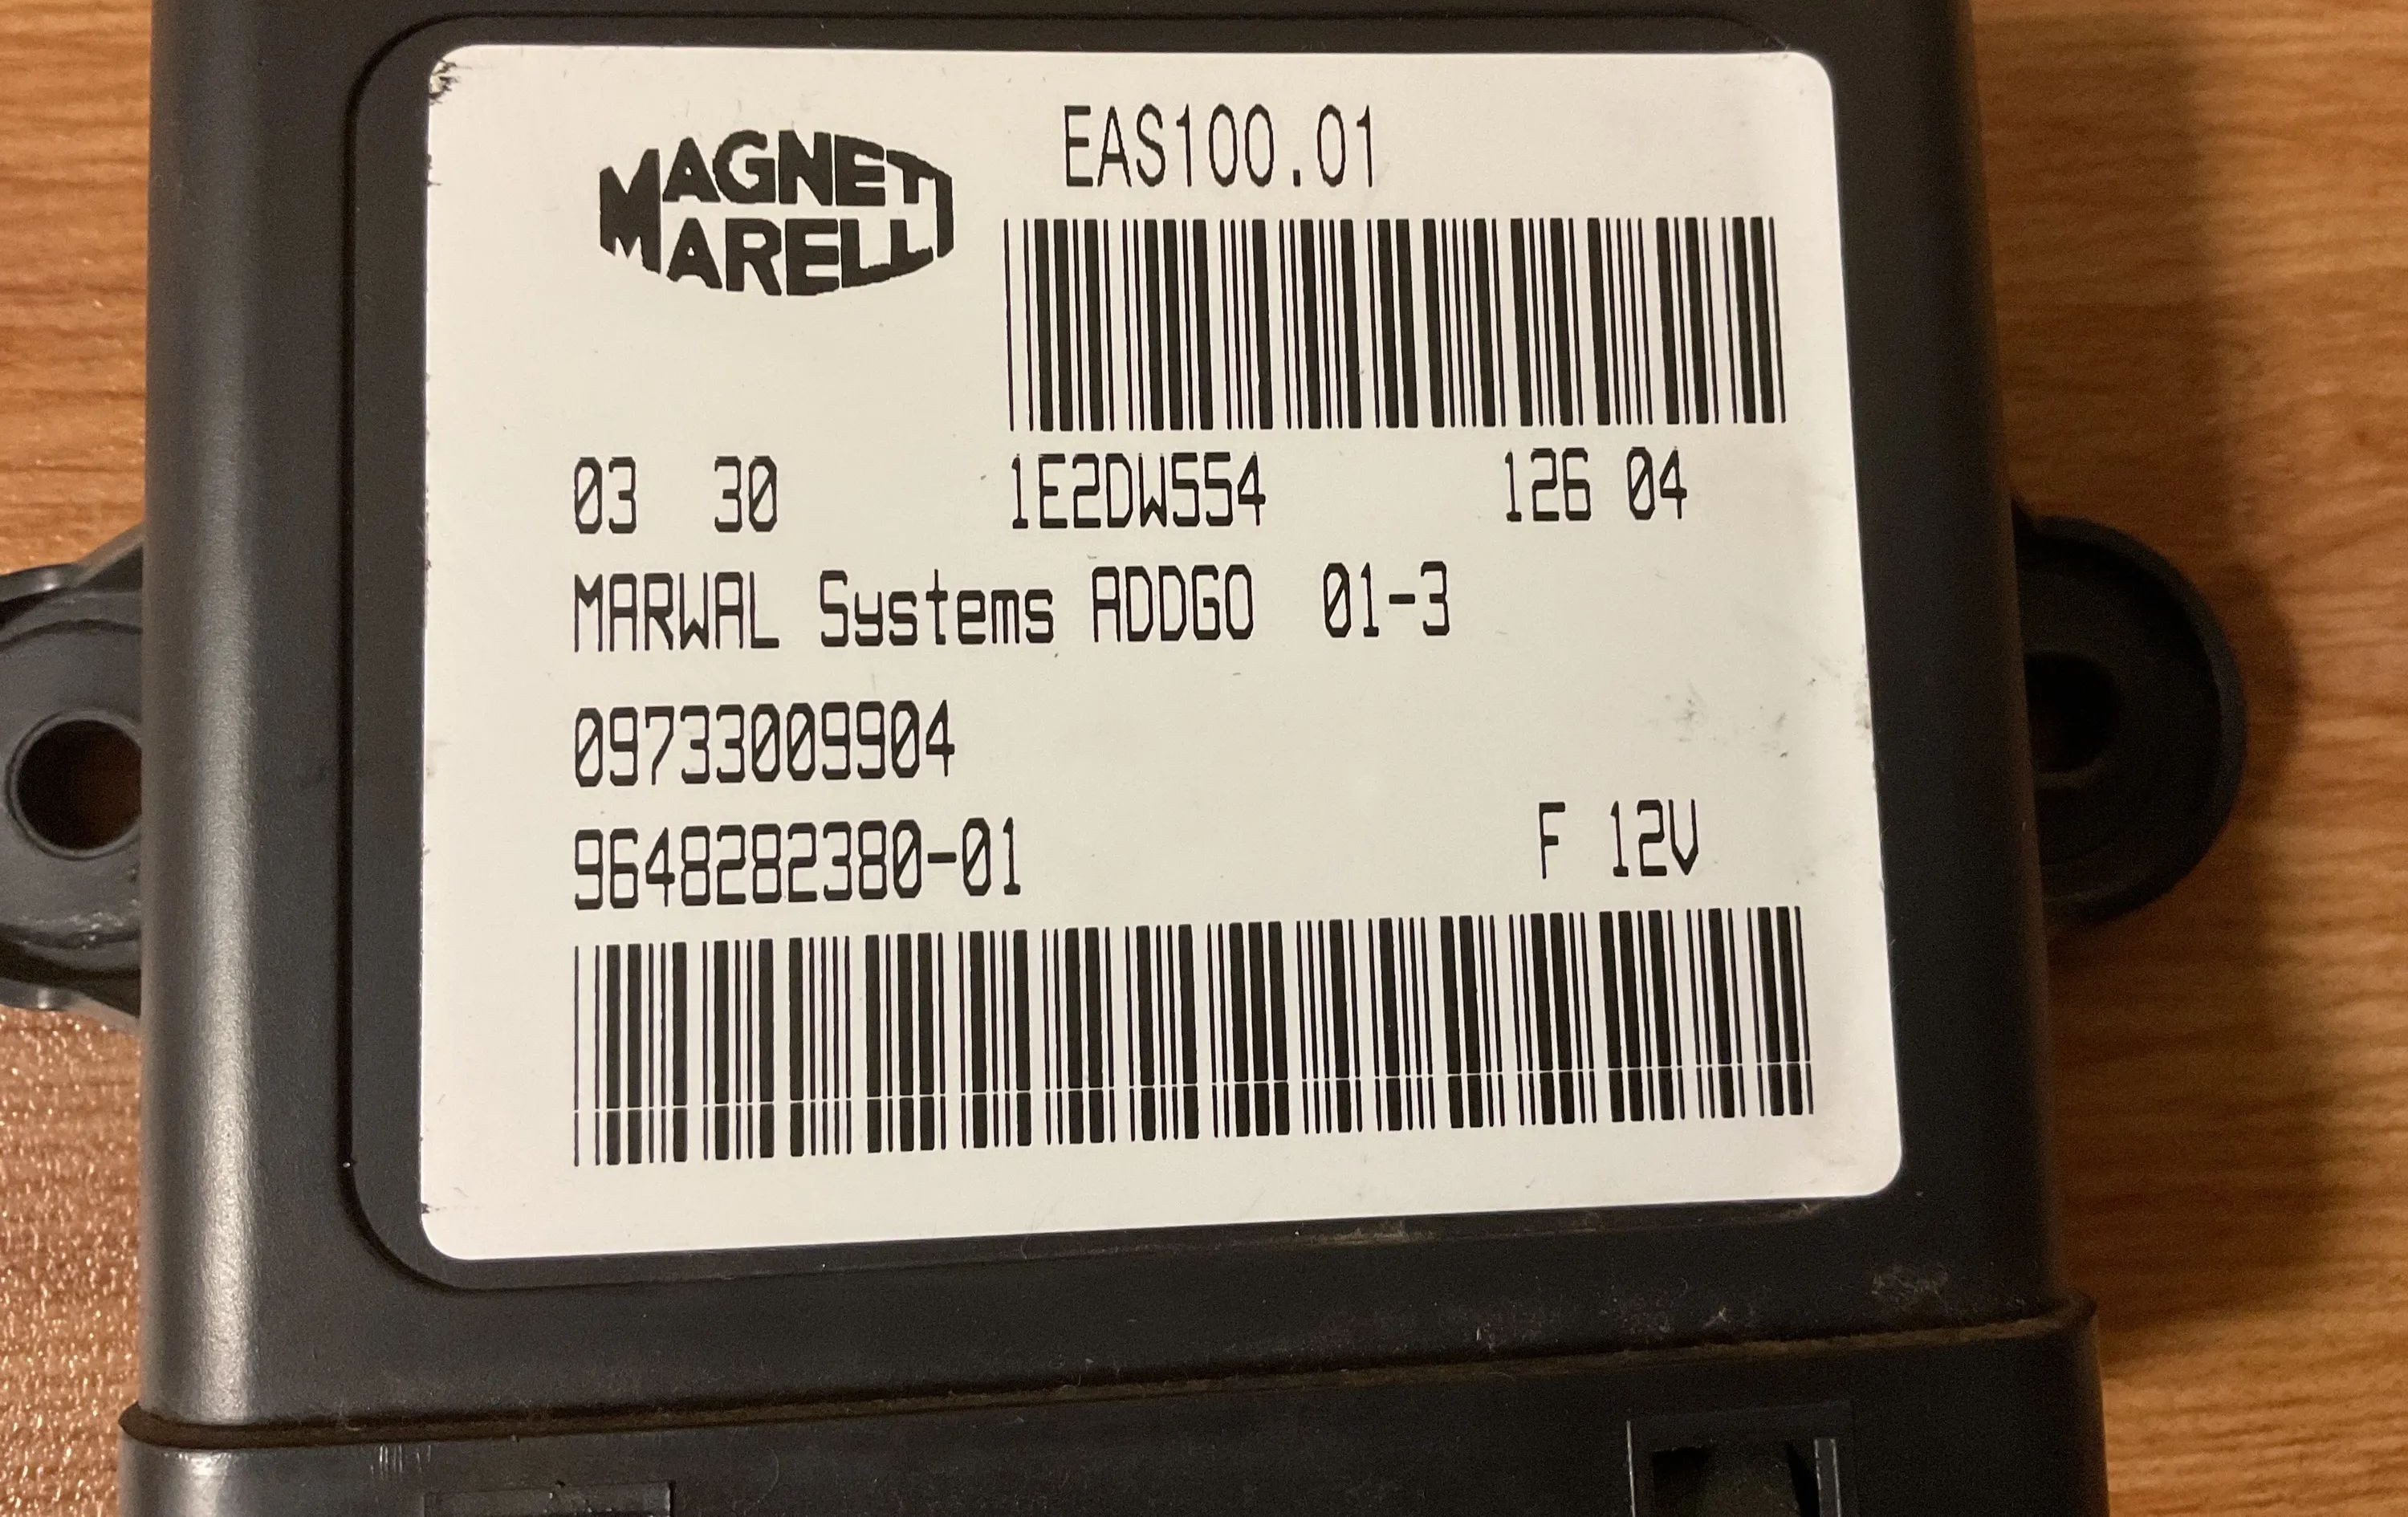 MAGNETI
MARELLI
EAS100.01
03 30 1E2DW554 126 04
MARWAL Systems ADDGO 01-3
09733009904
9648282380-01 F 12V